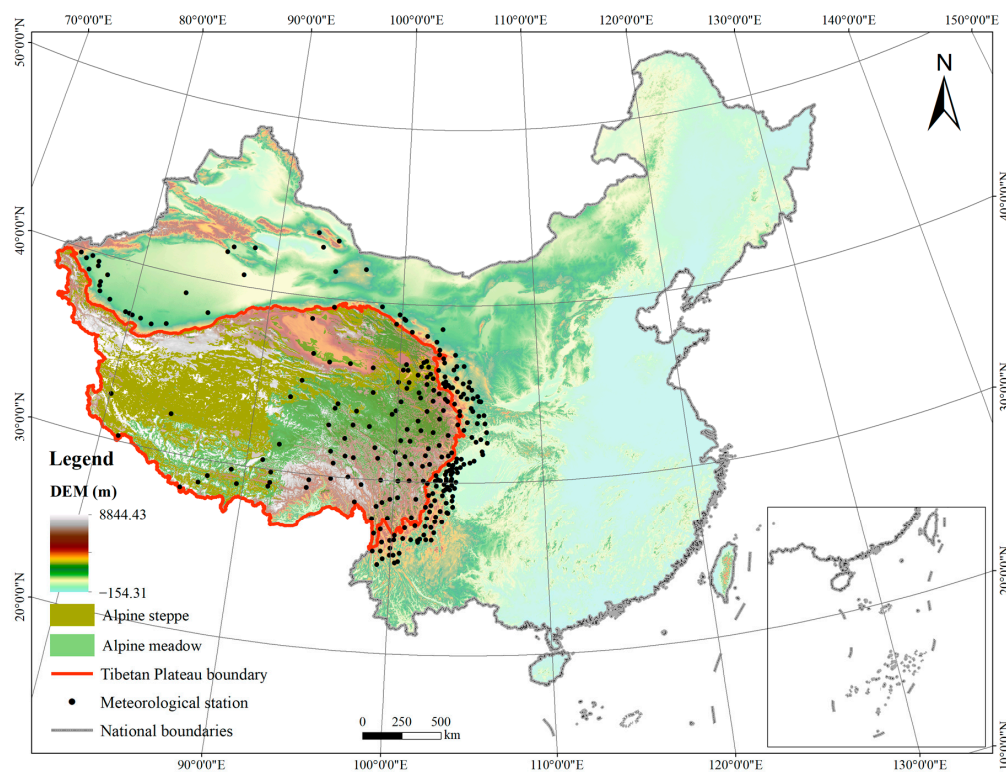 70°0'0"E 80°0'0"E 90°0'0"E 100°0'0"E 110°0'0"E 120°0'0"E 130°0'0"E 140°0'0"E 150°0'0"E
50°0'0"N
N
40°0'0"N
30°0'0"N
20°0'0"N
Legend
DEM (m)
8844.43
−154.31
Alpine steppe
Alpine meadow
Tibetan Plateau boundary
Meteorological station
National boundaries
0 250 500
km
90°0'0"E 100°0'0"E 110°0'0"E 120°0'0"E 130°0'0"E